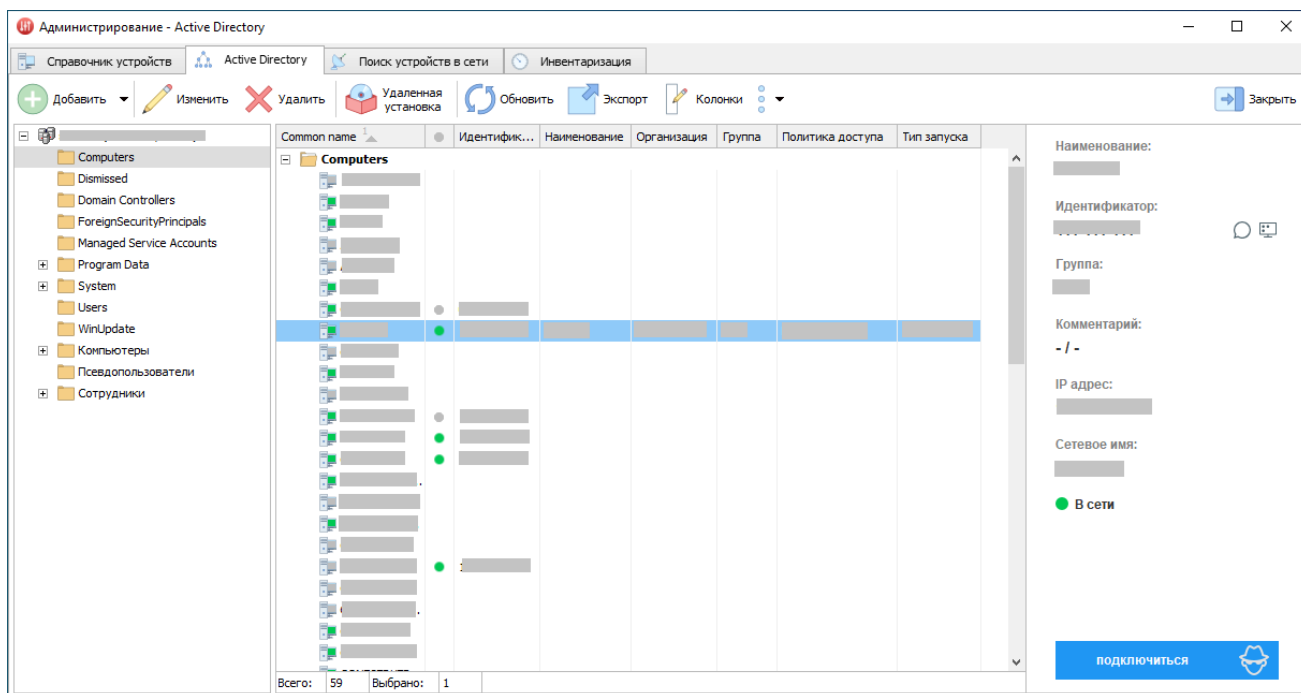 Администрирование - Active Directory
Справочник устройств Active Directory Поиск устройств в сети Инвентаризация
Добавить Изменить Удалить Удаленная установка Обновить Экспорт Колонки Закрыть
Common name 1 Идентифик... Наименование Организация Группа Политика доступа Тип запуска
Computers
Dismissed
Domain Controllers
ForeignSecurityPrincipals
Managed Service Accounts
Program Data
System
Users
WinUpdate
Компьютеры
Псевдопользователи
Сотрудники
Computers
Всего: 59 Выбрано: 1
Наименование:
Идентификатор:
Группа:
Комментарий:
- / -
IP адрес:
Сетевое имя:
В сети
подключиться